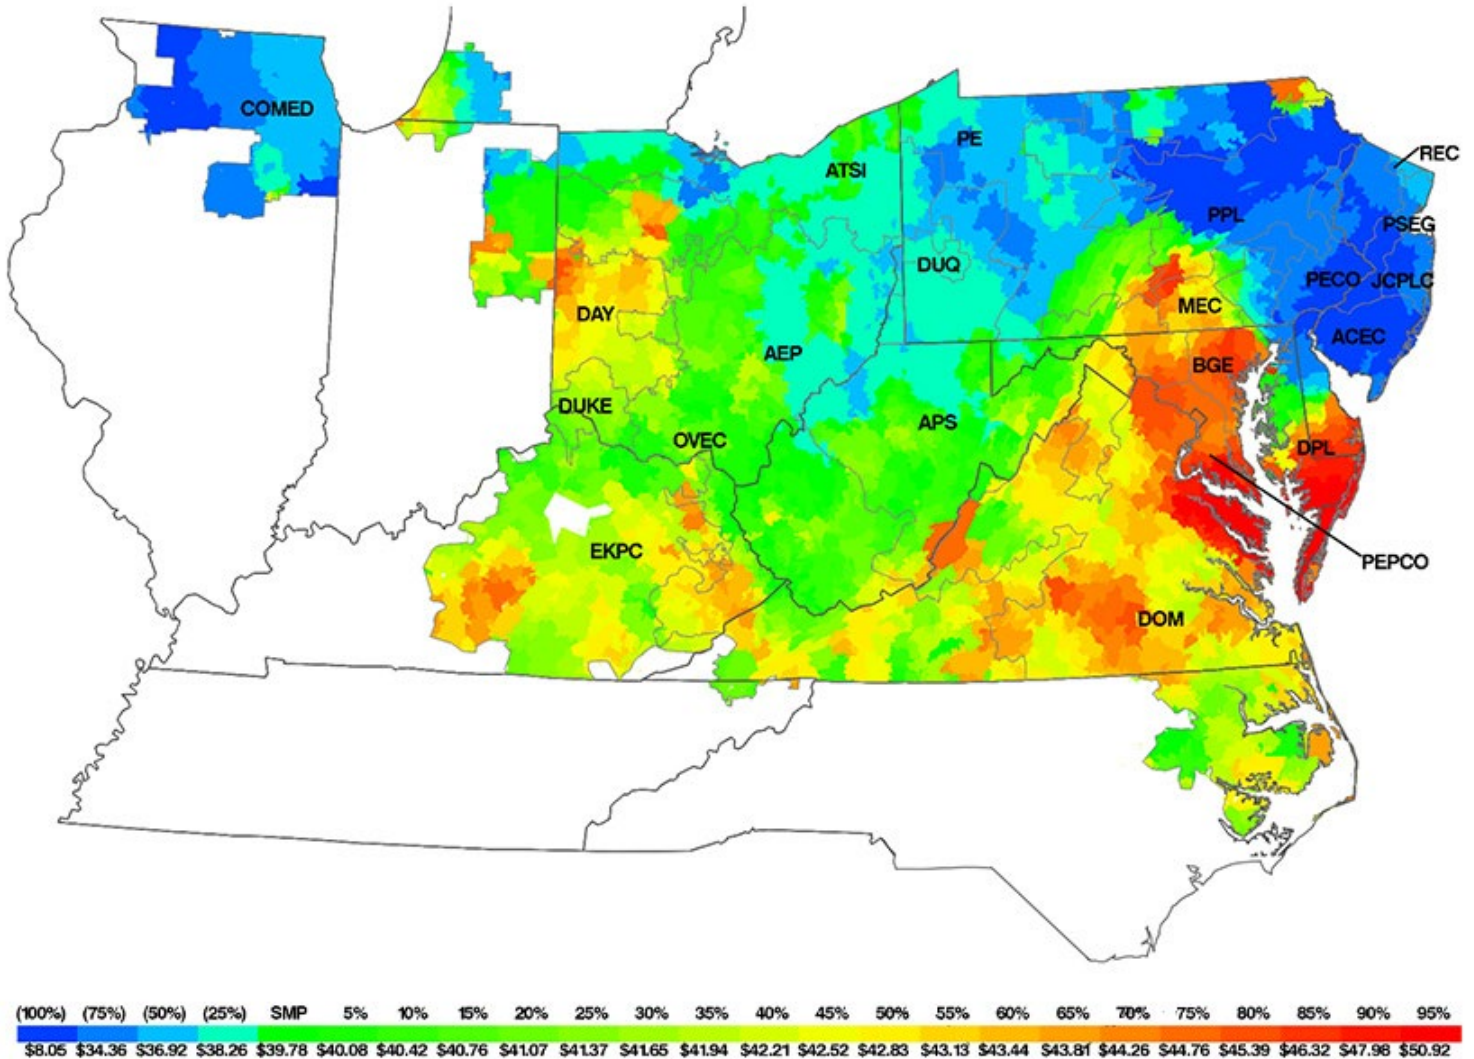 COMED
PE
ATSI
REC
PPL
PSEG
DUQ
PECO
JCPLC
MEC
DAY
ACEC
AEP
BGE
DUKE
APS
OVEC
DPL
EKPC
PEPCO
DOM
(100%) (75%) (50%) (25%) SMP 5% 10% 15% 20% 25% 30% 35% 40% 45% 50% 55% 60% 65% 70% 75% 80% 85% 90% 95%
$8.05 $34.36 $36.92 $38.26 $39.78 $40.08 $40.42 $40.76 $41.07 $41.37 $41.65 $41.94 $42.21 $42.52 $42.83 $43.13 $43.44 $43.81 $44.26 $44.76 $45.39 $46.32 $47.98 $50.92